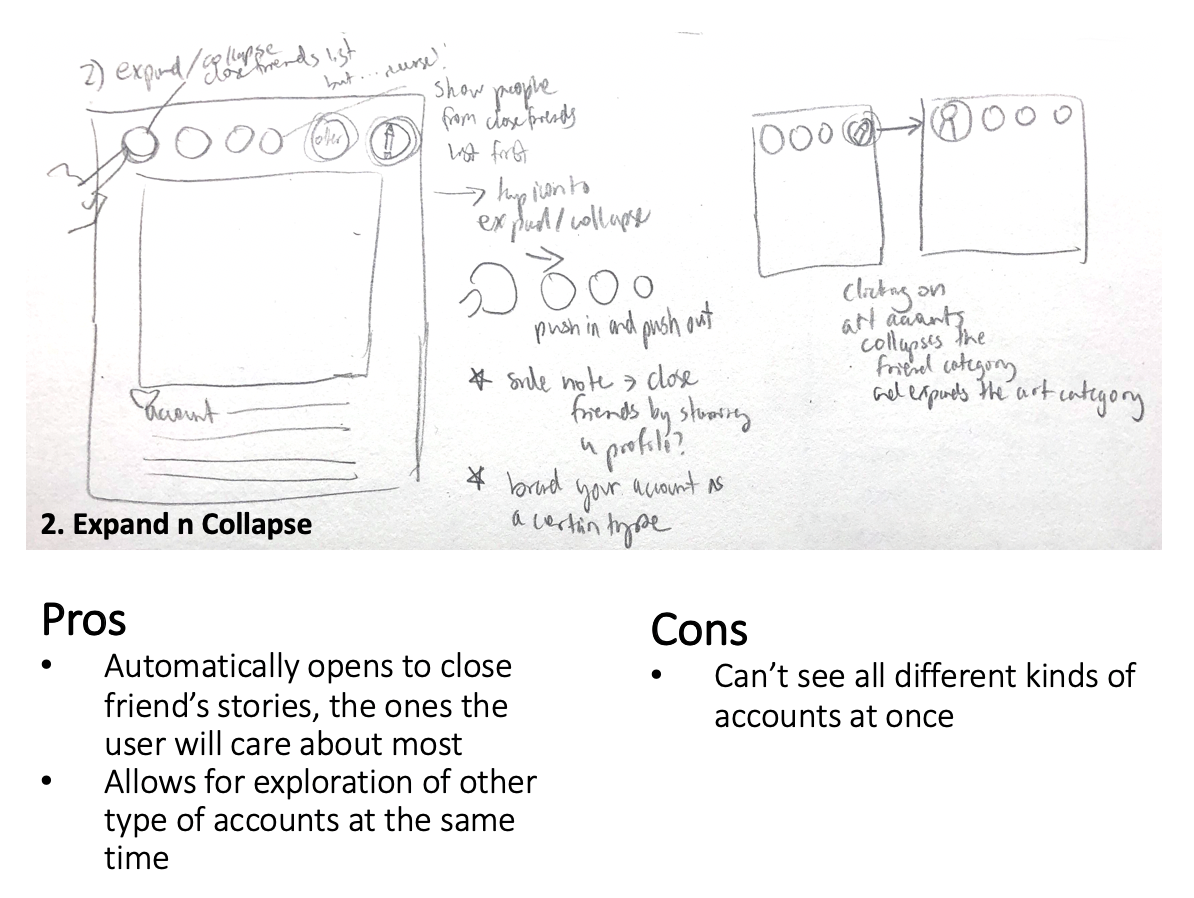 2) expand/collapse
close friends list
but ... reverse!
show people
from close friends
list first
other
→ tap icon to
expand/collapse
push in and push out
* side note → close
friends by starring
a profile?
* brand your account as
a certain type
account
clicking on
art accounts
collapses the
friend category
and expands the art category
2. Expand n Collapse
Pros
• Automatically opens to close
friend’s stories, the ones the
user will care about most
• Allows for exploration of other
type of accounts at the same
time
Cons
• Can’t see all different kinds of
accounts at once